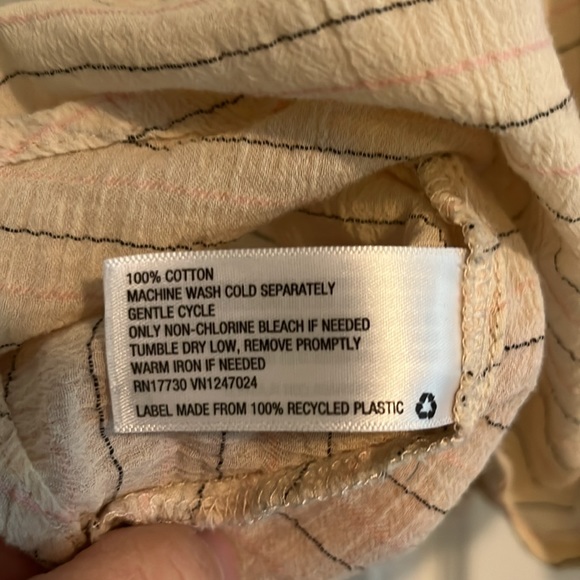 100% COTTON
MACHINE WASH COLD SEPARATELY
GENTLE CYCLE
ONLY NON-CHLORINE BLEACH IF NEEDED
TUMBLE DRY LOW, REMOVE PROMPTLY
WARM IRON IF NEEDED
RN17730 VN1247024
LABEL MADE FROM 100% RECYCLED PLASTIC